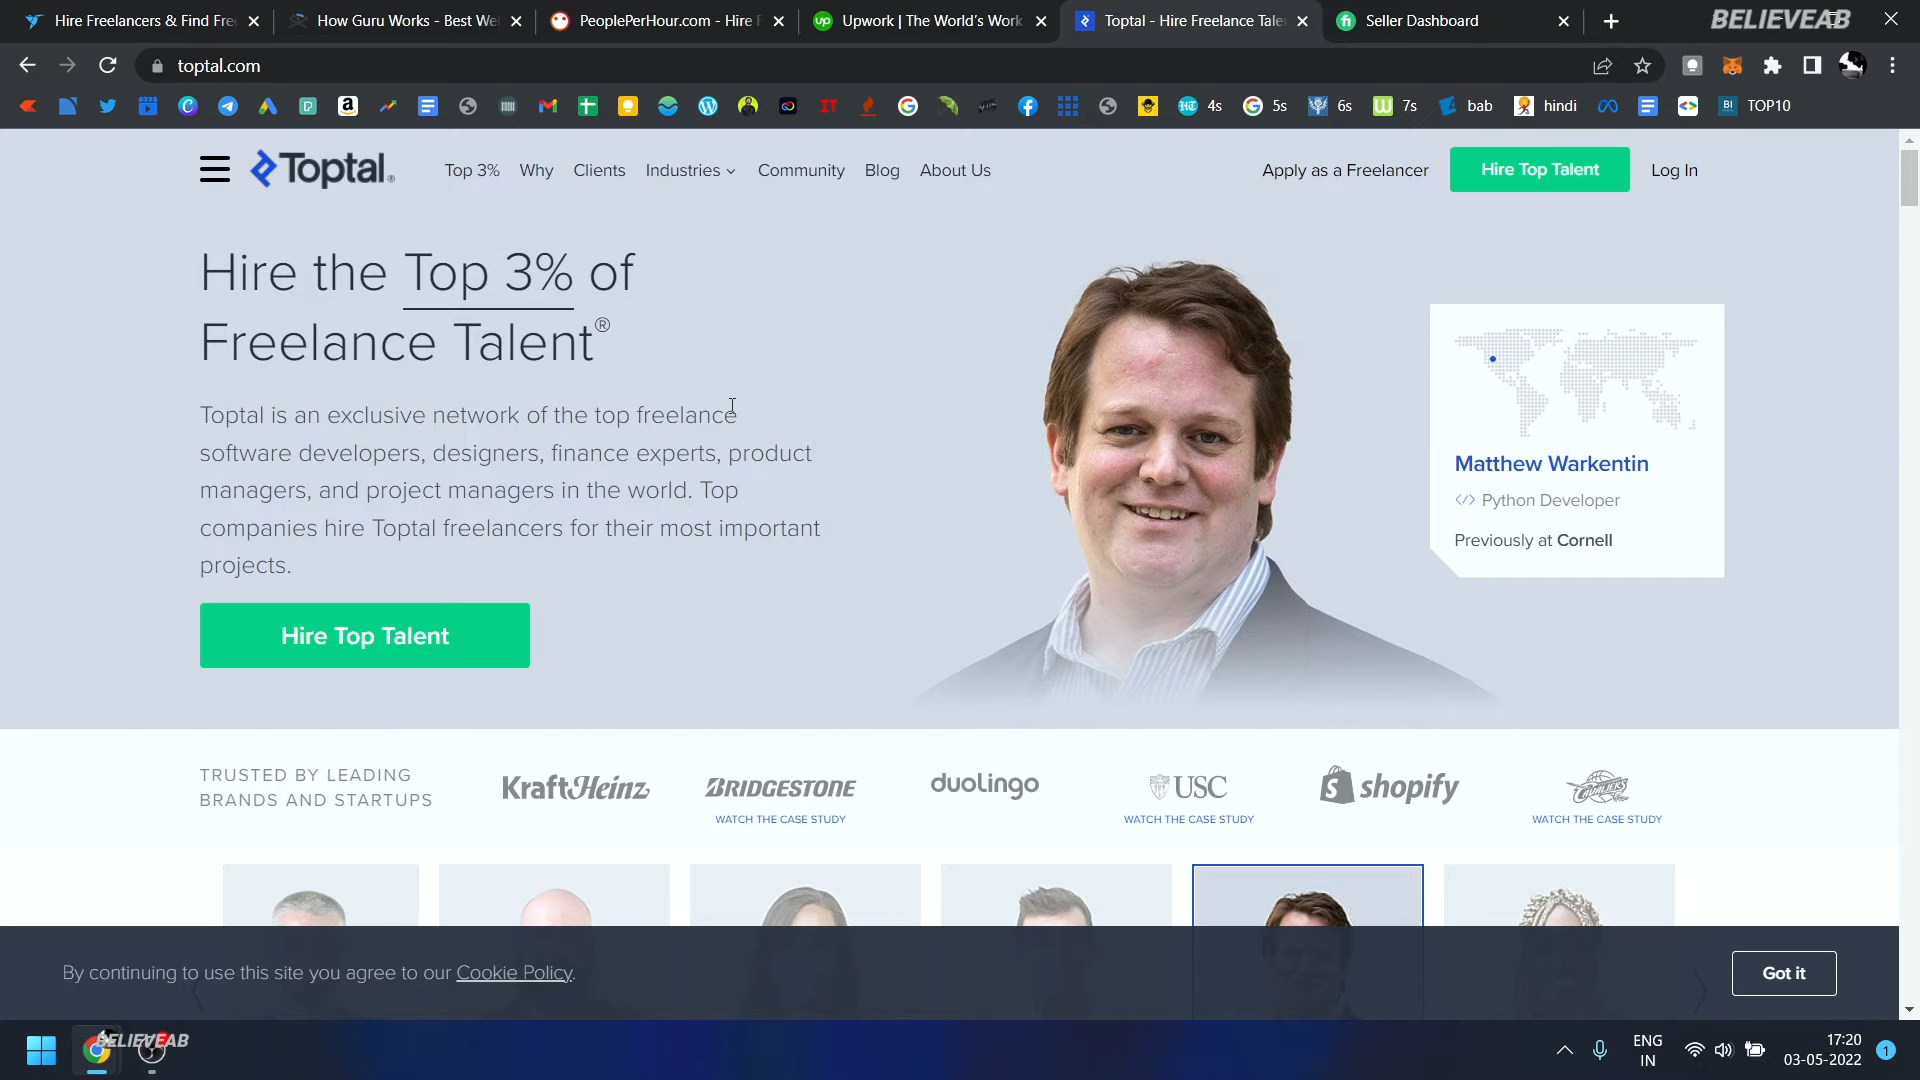 Hire Freelancers & Find Fre
How Guru Works - Best We
PeoplePerHour.com - Hire F
Upwork | The World's Work
Toptal - Hire Freelance Tale
Seller Dashboard
BELIEVEAB
toptal.com
4s
5s
6s
7s
bab
hindi
TOP10
Toptal
Top 3%
Why
Clients
Industries
Community
Blog
About Us
Apply as a Freelancer
Hire Top Talent
Log In
Hire the Top 3% of
Freelance Talent®
Toptal is an exclusive network of the top freelance
software developers, designers, finance experts, product
managers, and project managers in the world. Top
companies hire Toptal freelancers for their most important
projects.
Hire Top Talent
Matthew Warkentin
</> Python Developer
Previously at Cornell
TRUSTED BY LEADING
BRANDS AND STARTUPS
KraftHeinz
BRIDGESTONE
WATCH THE CASE STUDY
duolingo
USC
WATCH THE CASE STUDY
shopify
CAVALIERS
WATCH THE CASE STUDY
By continuing to use this site you agree to our Cookie Policy.
Got it
BELIEVEAB
ENG
IN
17:20
03-05-2022
1